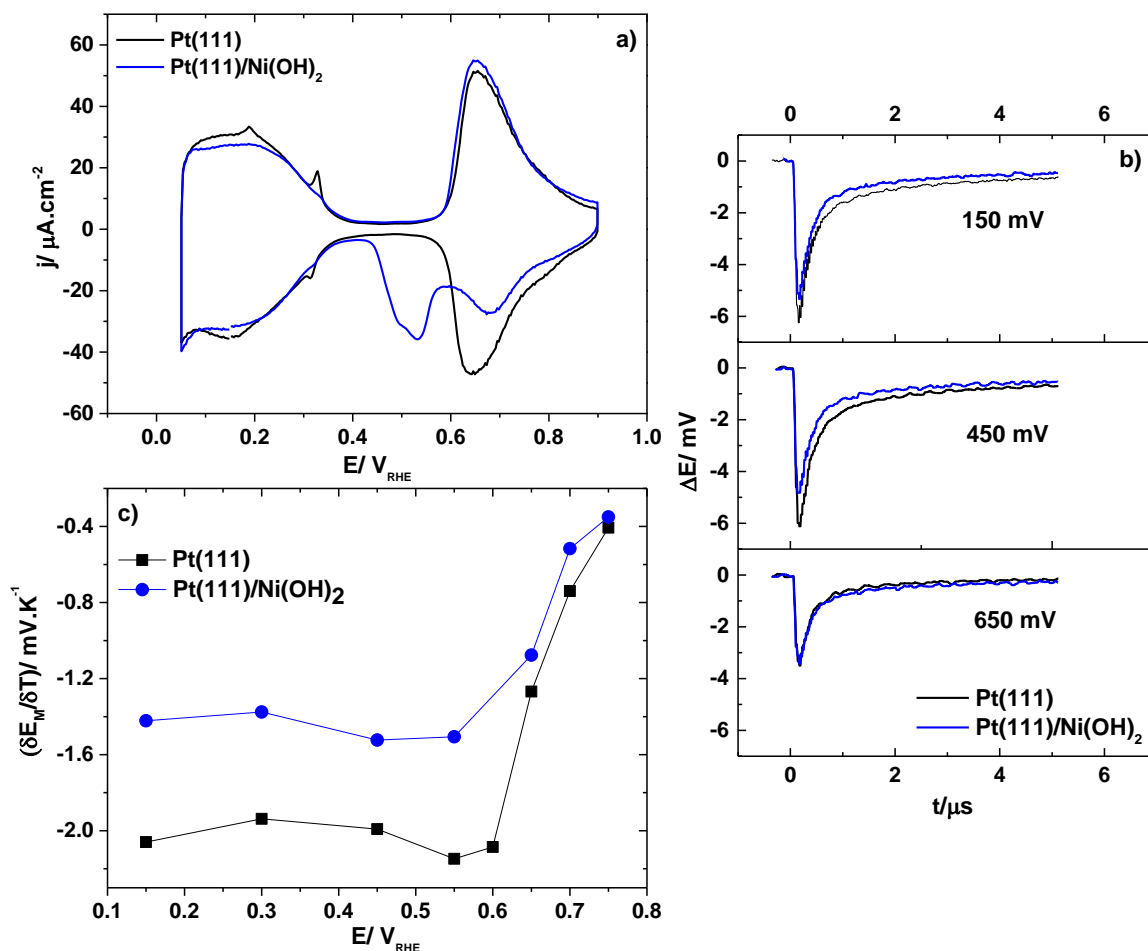 a)
Pt(111)
Pt(111)/Ni(OH)2
j/ μA.cm-2
60
40
20
0
-20
-40
-60
0.0 0.2 0.4 0.6 0.8 1.0
E/ VRHE
b)
0 2 4 6
0
-2
-4
-6
150 mV
0
-2
-4
-6
450 mV
0
-2
-4
-6
650 mV
Pt(111)
Pt(111)/Ni(OH)2
ΔE/ mV
0 2 4 6
t/μs
c)
Pt(111)
Pt(111)/Ni(OH)2
(δEM/δT)/ mV.K-1
-0.4
-0.8
-1.2
-1.6
-2.0
0.1 0.2 0.3 0.4 0.5 0.6 0.7 0.8
E/ VRHE